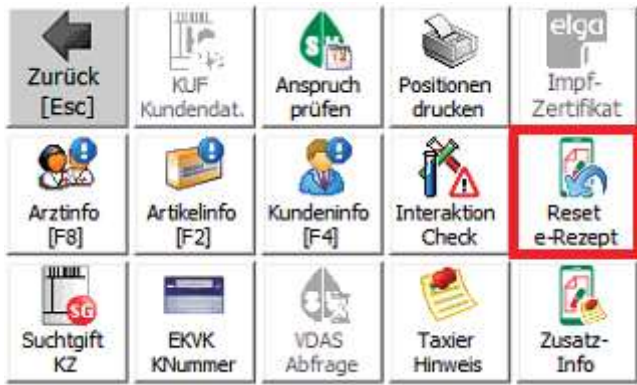 elga
Zurück
[Esc]
KUF
Kundendat.
Anspruch
prüfen
Positionen
drucken
Impf-
Zertifikat
Arztinfo
[F8]
Artikelinfo
[F2]
Kundeninfo
[F4]
Interaktion
Check
Reset
e-Rezept
SG
Suchtgift
KZ
EKVK
KNummer
VDAS
Abfrage
Taxier
Hinweis
Zusatz-
Info